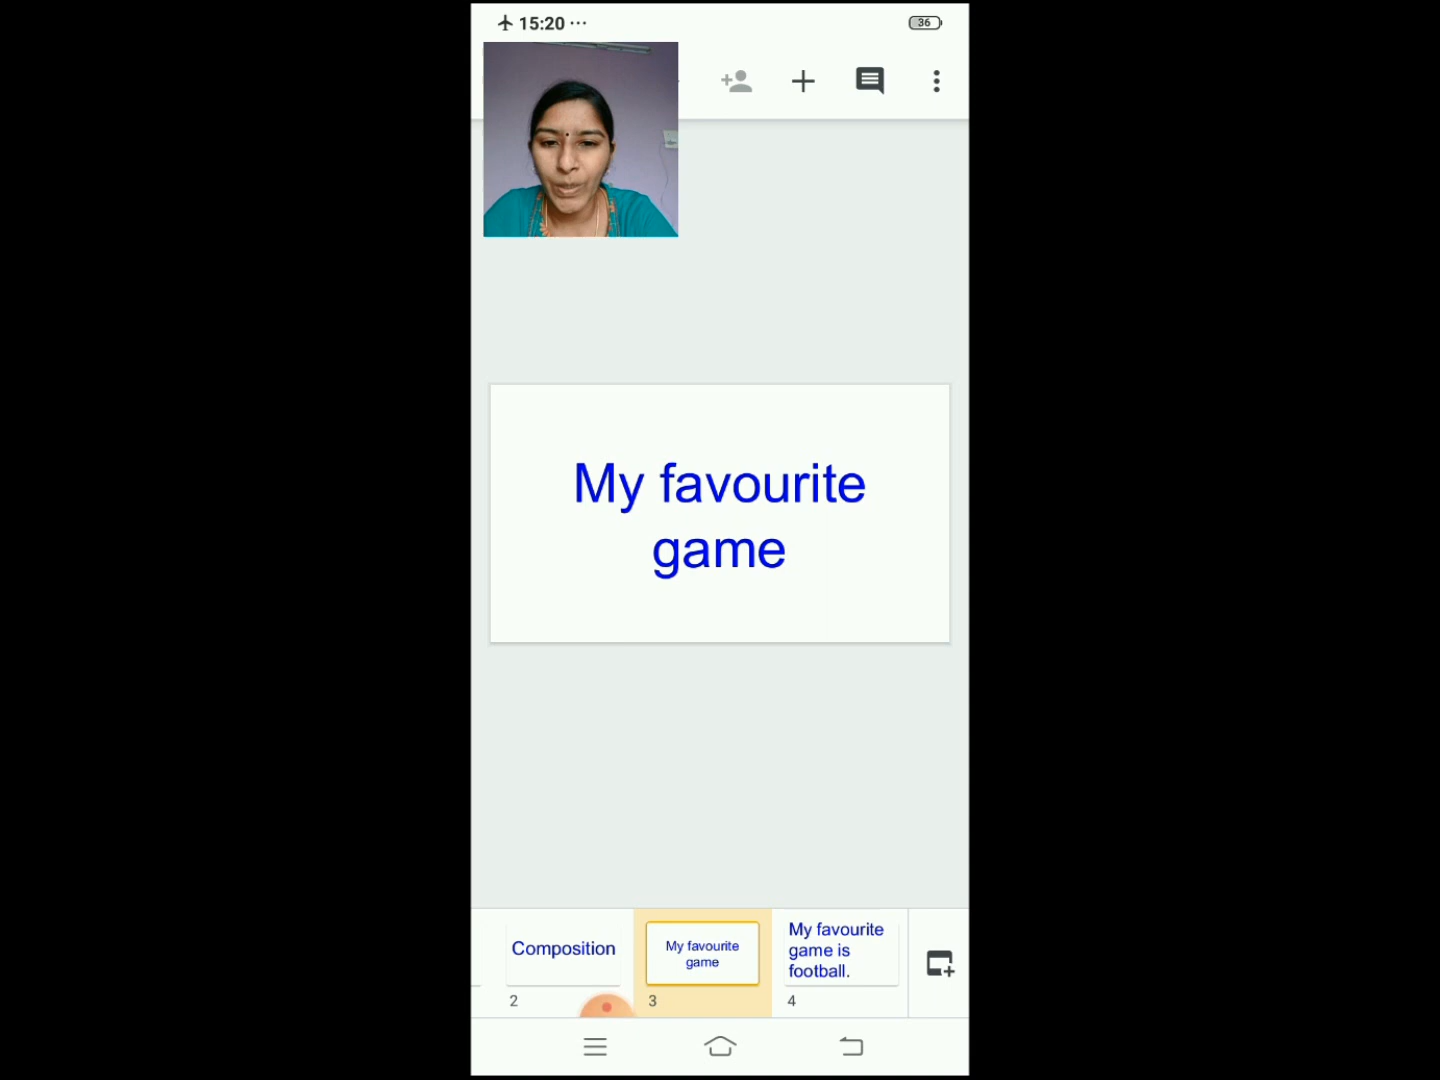 15:20 ...
36
My favourite
game
Composition
My favourite
game
My favourite
game is
football.
2
3
4